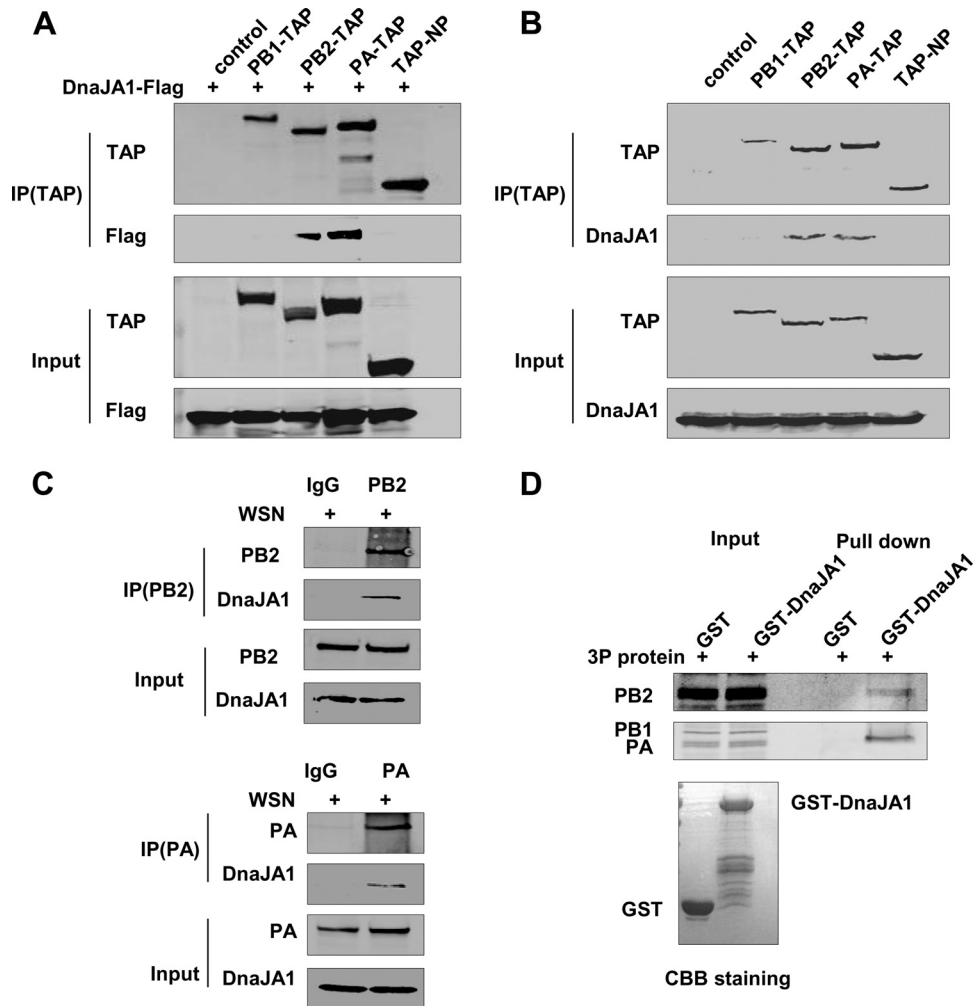 A
control
PB1-TAP
PB2-TAP
PA-TAP
TAP-NP
DnaJA1-Flag + + + + +
IP(TAP)
TAP
Flag
Input
TAP
Flag
B
control
PB1-TAP
PB2-TAP
PA-TAP
TAP-NP
IP(TAP)
TAP
DnaJA1
Input
TAP
DnaJA1
C
IgG PB2
WSN + +
IP(PB2)
PB2
DnaJA1
Input
PB2
DnaJA1
IgG PA
WSN + +
IP(PA)
PA
DnaJA1
Input
PA
DnaJA1
D
Input Pull down
GST
GST-DnaJA1
GST
GST-DnaJA1
3P protein + + + +
PB2
PB1
PA
GST-DnaJA1
GST
CBB staining